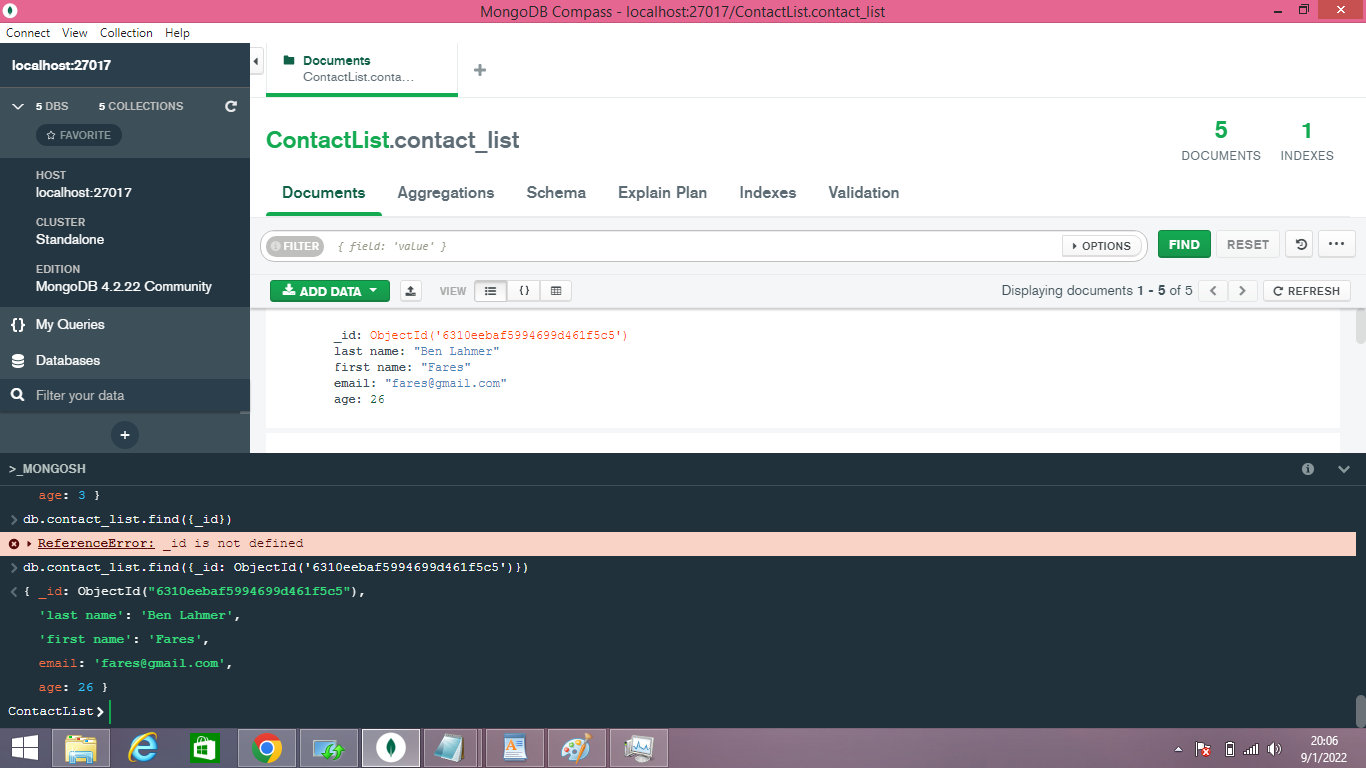 MongoDB Compass - localhost:27017/ContactList.contact_list
Connect View Collection Help
localhost:27017
5 DBS 5 COLLECTIONS
FAVORITE
HOST
localhost:27017
CLUSTER
Standalone
EDITION
MongoDB 4.2.22 Community
My Queries
Databases
Filter your data
Documents
ContactList.conta...
ContactList.contact_list
5
DOCUMENTS
1
INDEXES
Documents Aggregations Schema Explain Plan Indexes Validation
FILTER { field: 'value' } OPTIONS FIND RESET
ADD DATA VIEW Displaying documents 1 - 5 of 5 REFRESH
_id: ObjectId('6310eebaf5994699d461f5c5')
last name: "Ben Lahmer"
first name: "Fares"
email: "fares@gmail.com"
age: 26
>_MONGOSH
age: 3 }
db.contact_list.find({_id})
ReferenceError: _id is not defined
db.contact_list.find({_id: ObjectId('6310eebaf5994699d461f5c5')})
{ _id: ObjectId("6310eebaf5994699d461f5c5"),
'last name': 'Ben Lahmer',
'first name': 'Fares',
email: 'fares@gmail.com',
age: 26 }
ContactList>
20:06
9/1/2022